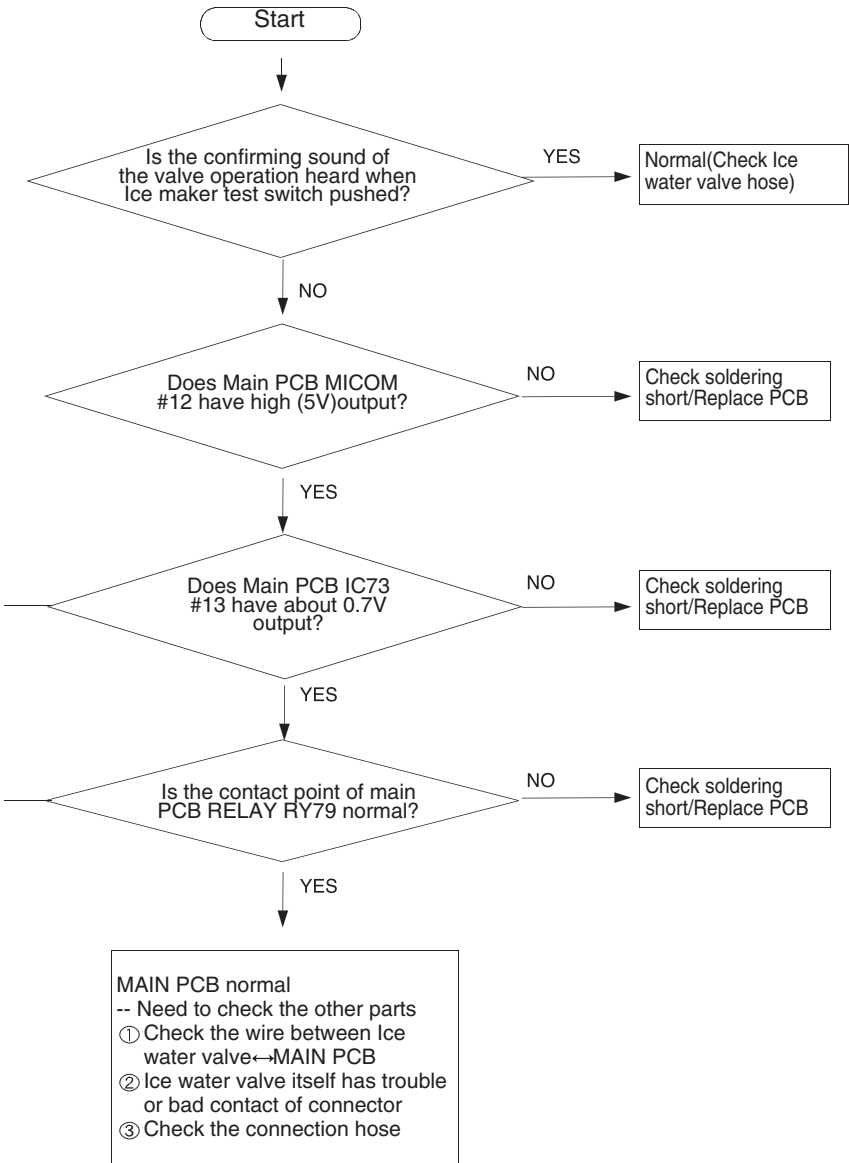 Start
Is the confirming sound of
the valve operation heard when
Ice maker test switch pushed?
YES
Normal(Check Ice
water valve hose)
NO
Does Main PCB MICOM
#12 have high (5V)output?
NO
Check soldering
short/Replace PCB
YES
Does Main PCB IC73
#13 have about 0.7V
output?
NO
Check soldering
short/Replace PCB
YES
Is the contact point of main
PCB RELAY RY79 normal?
NO
Check soldering
short/Replace PCB
YES
MAIN PCB normal
-- Need to check the other parts
① Check the wire between Ice
water valve↔MAIN PCB
② Ice water valve itself has trouble
or bad contact of connector
③ Check the connection hose